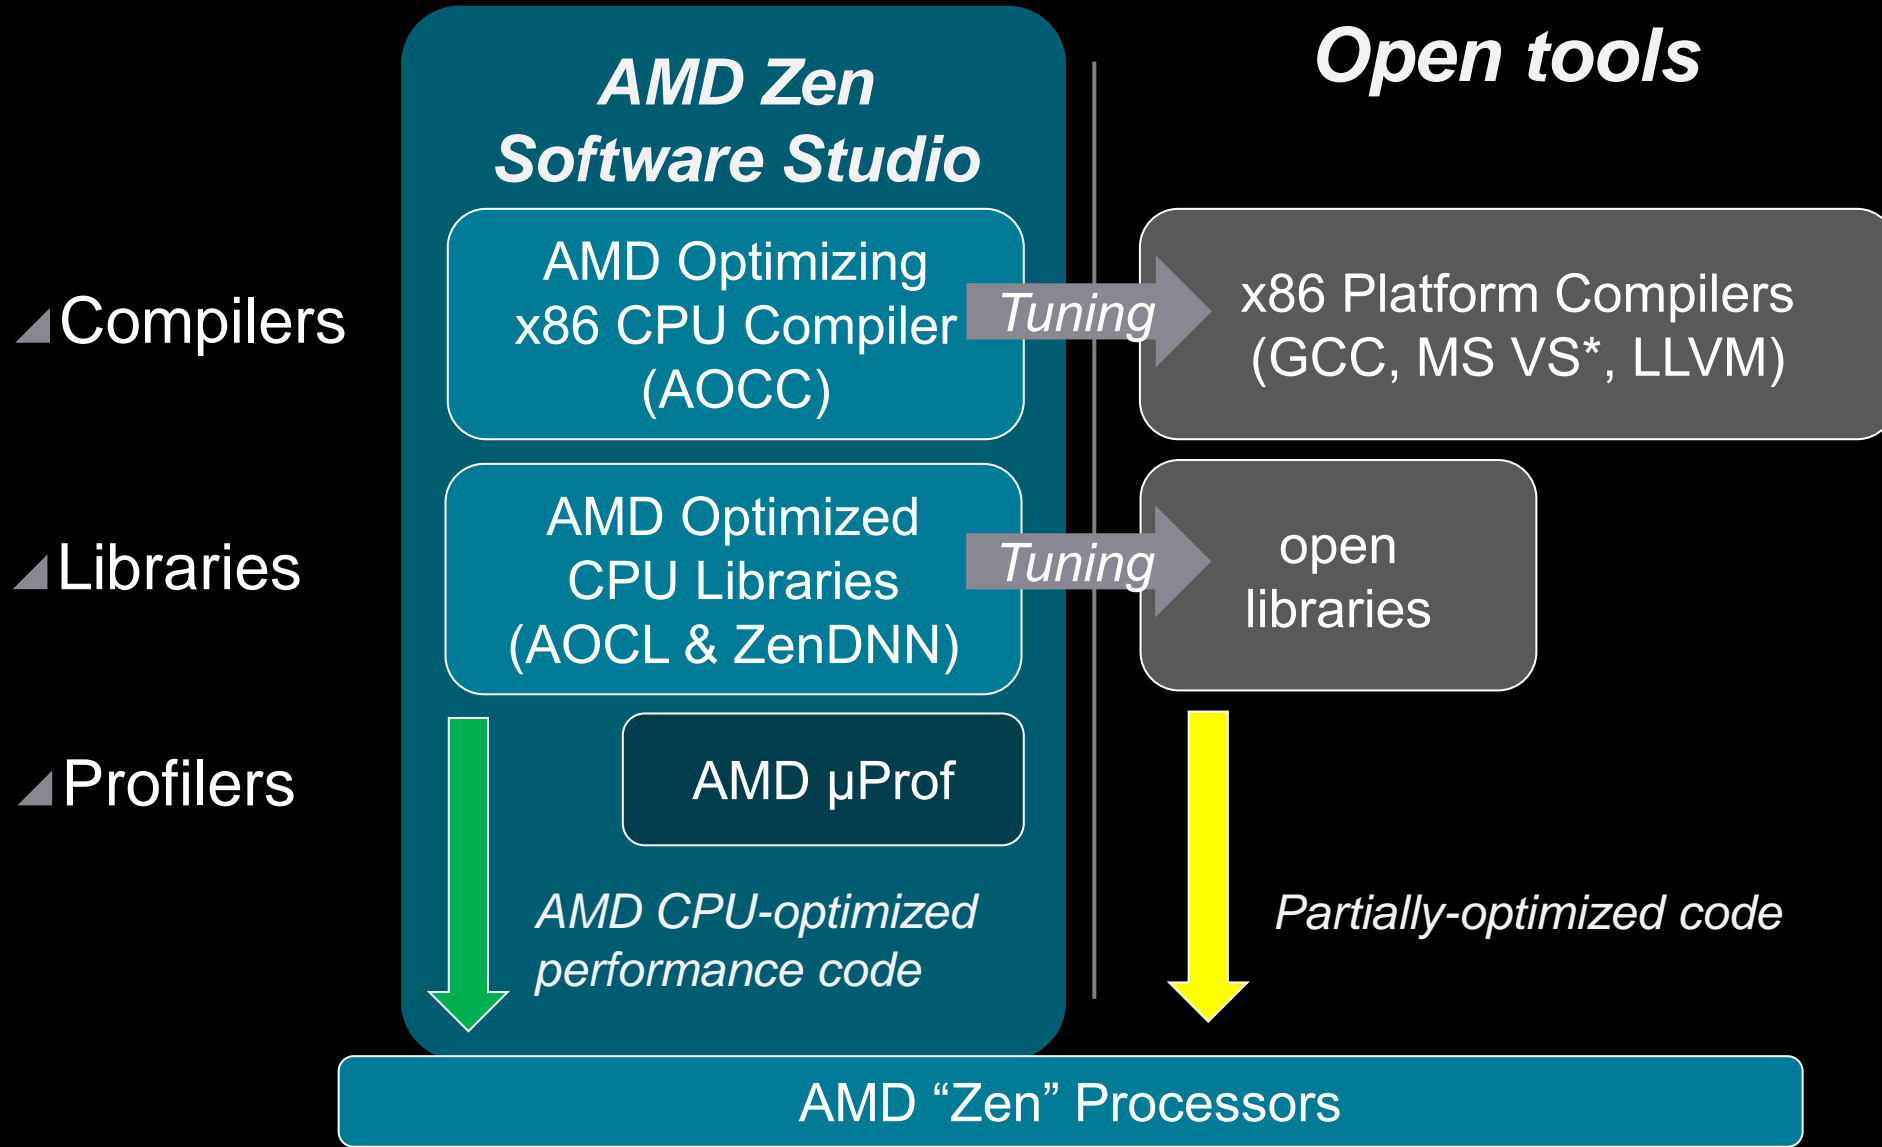 AMD Zen
Software Studio
Open tools
Compilers
AMD Optimizing
x86 CPU Compiler
(AOCC)
Tuning
x86 Platform Compilers
(GCC, MS VS*, LLVM)
Libraries
AMD Optimized
CPU Libraries
(AOCL & ZenDNN)
Tuning
open
libraries
Profilers
AMD µProf
AMD CPU-optimized
performance code
Partially-optimized code
AMD “Zen” Processors